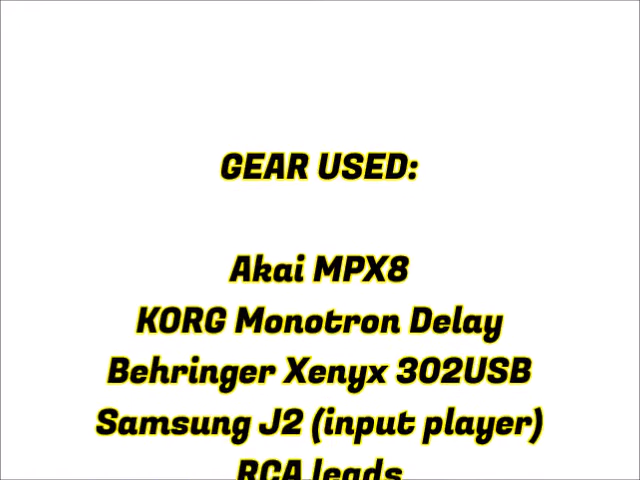 GEAR USED:
Akai MPX8
KORG Monotron Delay
Behringer Xenyx 302USB
Samsung J2 (input player)
RCA leads